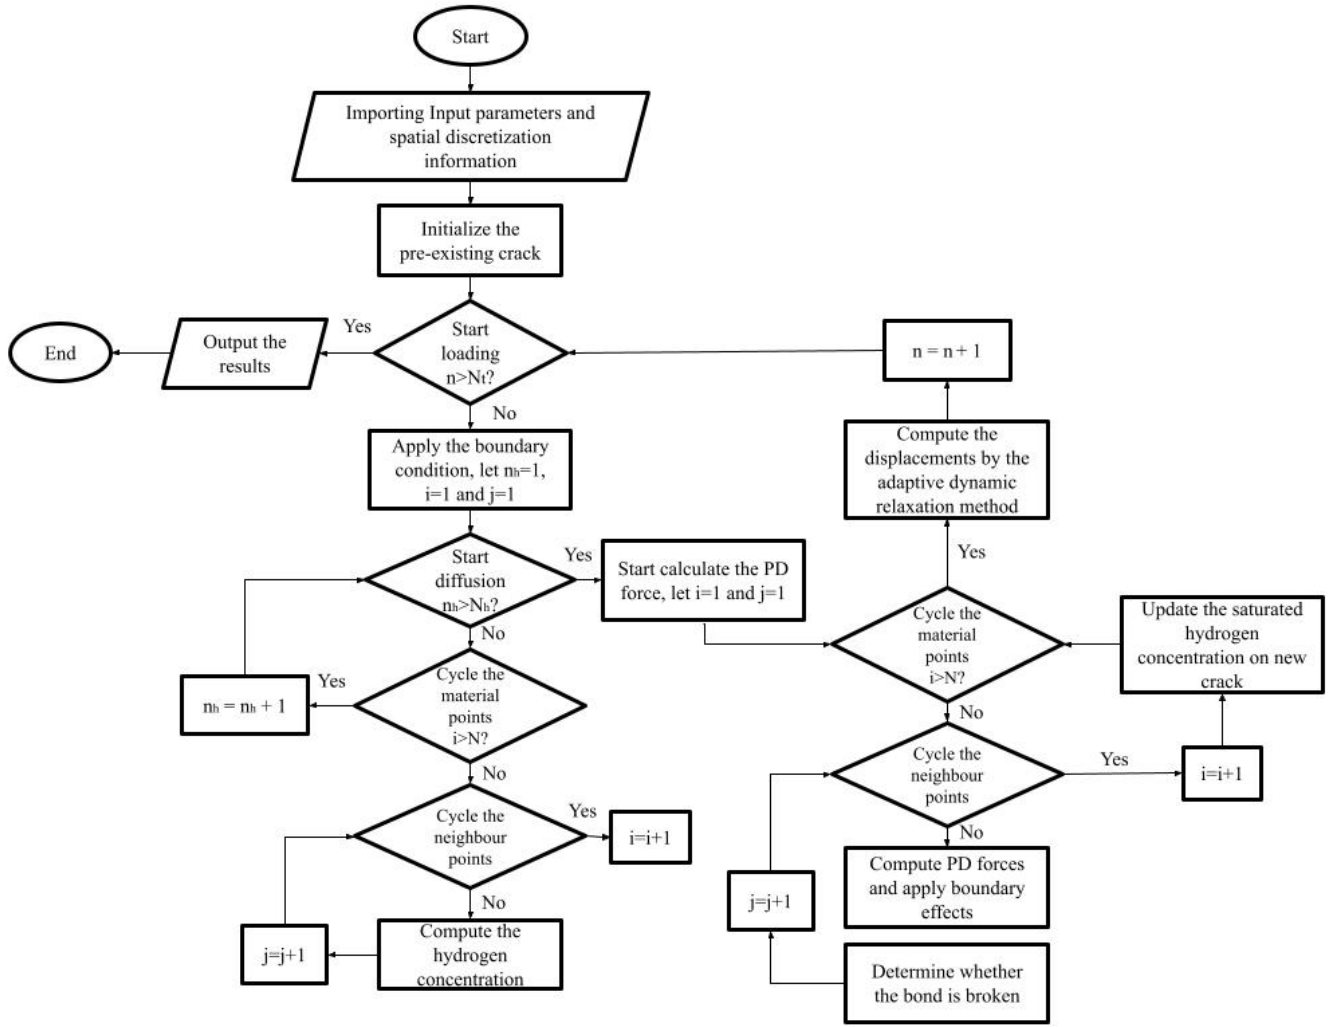 Start
Importing Input parameters and
spatial discretization
information
Initialize the
pre-existing crack
Start
loading
n>Nt?
Yes
Output the
results
End
No
n = n + 1
Apply the boundary
condition, let nh=1,
i=1 and j=1
Compute the
displacements by the
adaptive dynamic
relaxation method
Start
diffusion
nh>Nh?
Yes
Start calculate the PD
force, let i=1 and j=1
Yes
No
Cycle the
material
points
i>N?
Update the saturated
hydrogen
concentration on new
crack
Cycle the
material
points
i>N?
Yes
nh = nh + 1
No
No
Cycle the
neighbour
points
Yes
i=i+1
Cycle the
neighbour
points
Yes
i=i+1
No
No
Compute PD forces
and apply boundary
effects
j=j+1
Compute the
hydrogen
concentration
j=j+1
Determine whether
the bond is broken